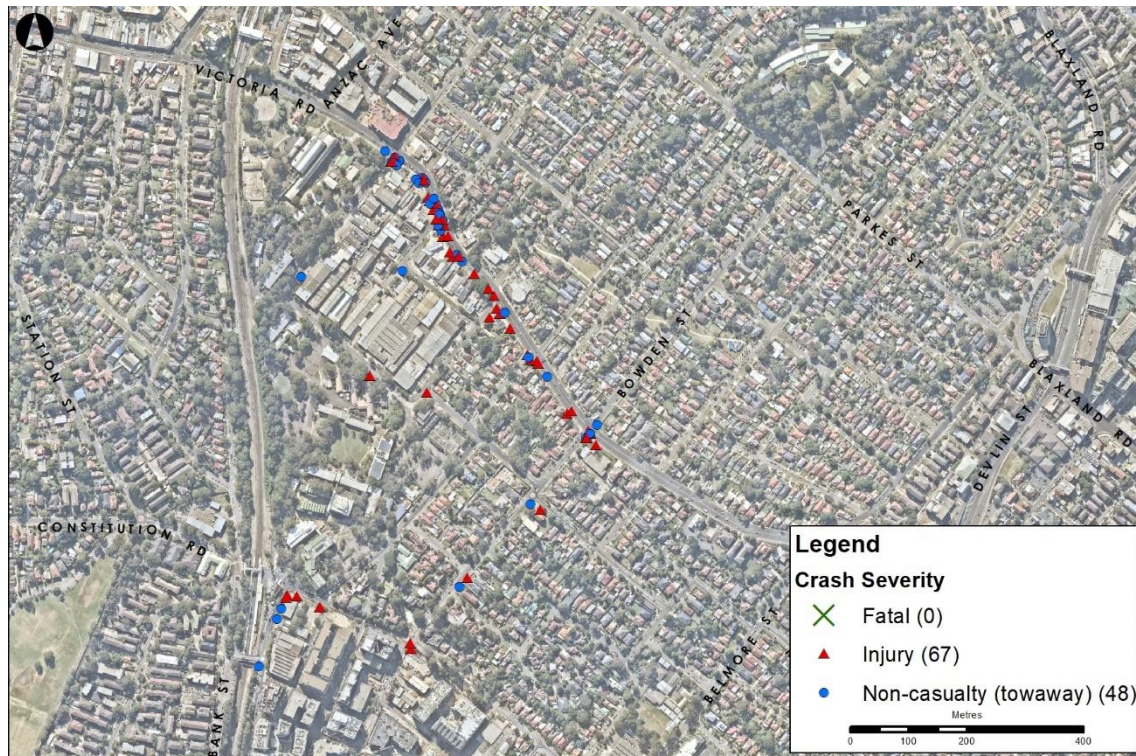 VICTORIA RD
ANZAC AVE
BLAXLAND RD
PARKES ST
STATION ST
BOWDEN ST
BLAXLAND RD
DEVLIN ST
CONSTITUTION RD
BELMORE ST
BANK ST
Legend
Crash Severity
Fatal (0)
Injury (67)
Non-casualty (towaway) (48)
Metres
0 100 200 400